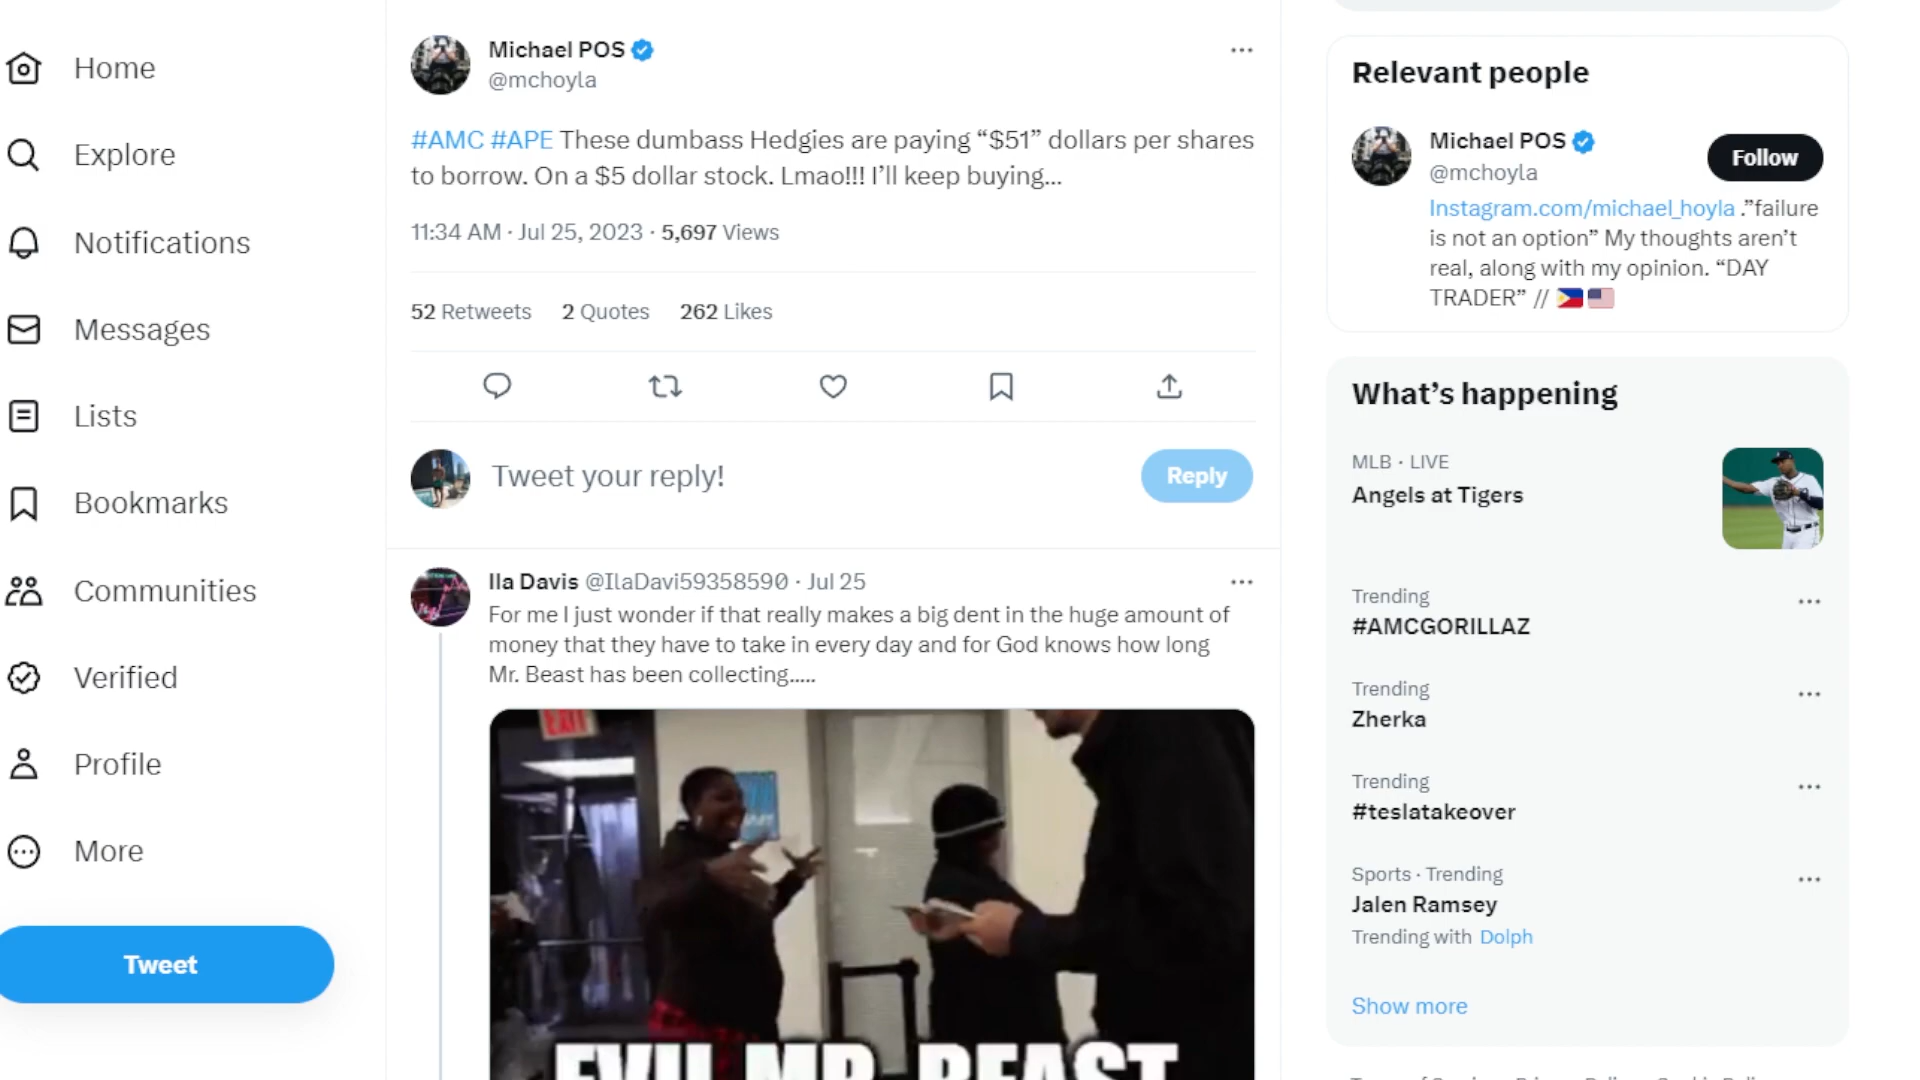 Home
Explore
Notifications
Messages
Lists
Bookmarks
Communities
Verified
Profile
More
Tweet
Michael POS
@mchoyla
#AMC #APE These dumbass Hedgies are paying “$51” dollars per shares
to borrow. On a $5 dollar stock. Lmao!!! I’ll keep buying...
11:34 AM · Jul 25, 2023 · 5,697 Views
52 Retweets 2 Quotes 262 Likes
Tweet your reply!
Reply
Ila Davis @IlaDavi59358590 · Jul 25
For me I just wonder if that really makes a big dent in the huge amount of
money that they have to take in every day and for God knows how long
Mr. Beast has been collecting.....
EXIT
EVIL MR. BEAST
Relevant people
Michael POS
@mchoyla
Follow
Instagram.com/michael_hoyla .”failure
is not an option” My thoughts aren’t
real, along with my opinion. “DAY
TRADER” // 🇵🇭🇺🇸
What’s happening
MLB · LIVE
Angels at Tigers
Trending
#AMCGORILLAZ
Trending
Zherka
Trending
#teslatakeover
Sports · Trending
Jalen Ramsey
Trending with Dolph
Show more